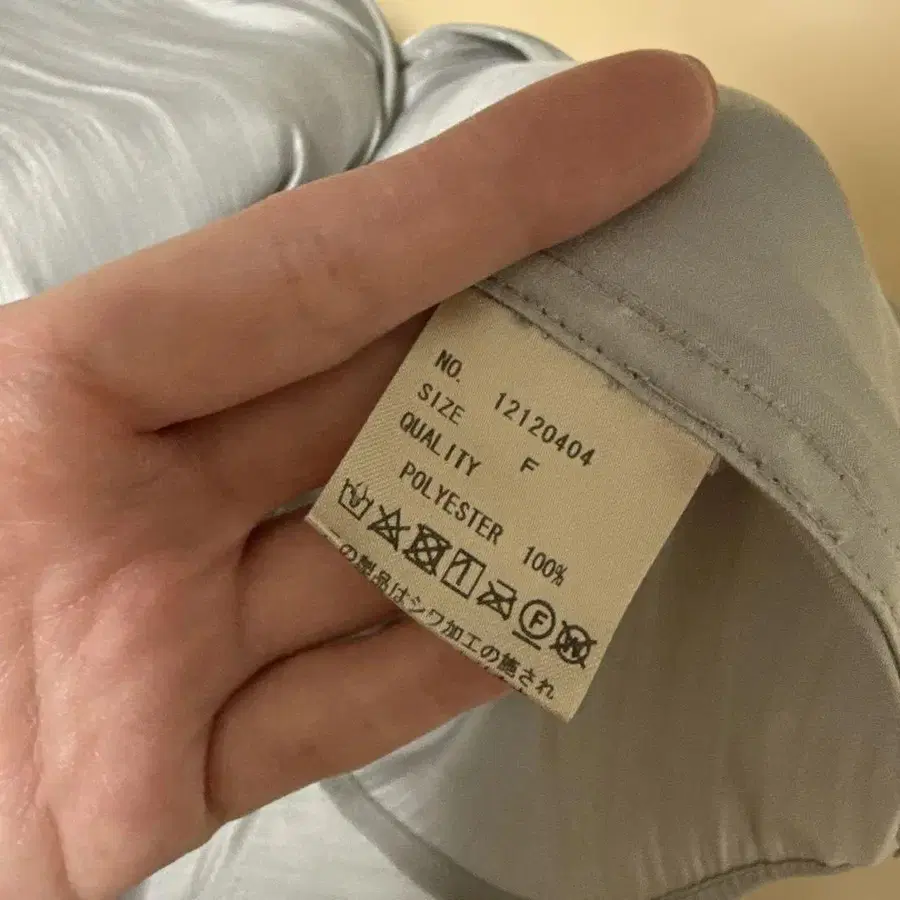 NO. 12120404
SIZE F
QUALITY
POLYESTER 100%
F W
の製品はシワ加工の施され